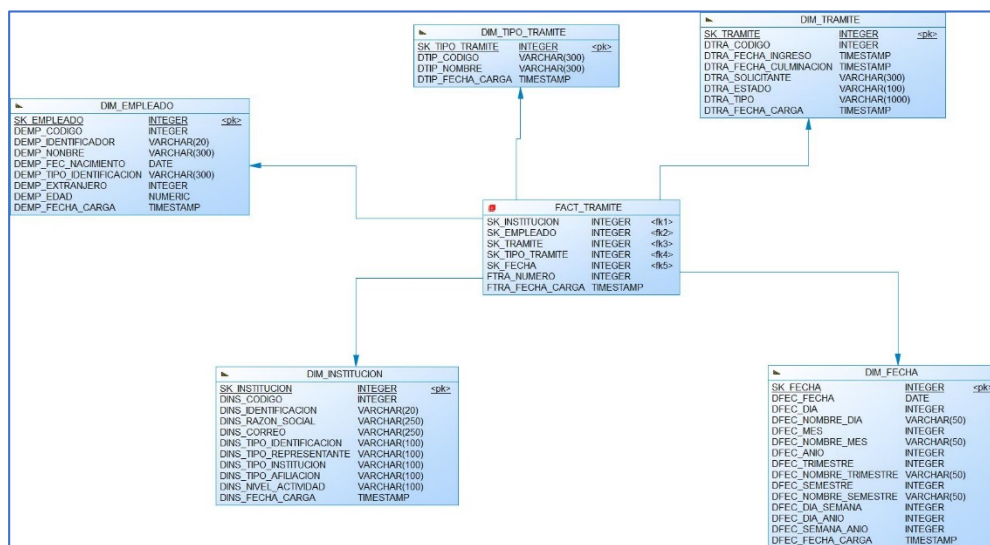 DIM_TIPO_TRAMITE
SK_TIPO_TRAMITE INTEGER <pk>
DTIP_CODIGO VARCHAR(300)
DTIP_NOMBRE VARCHAR(300)
DTIP_FECHA_CARGA TIMESTAMP
DIM_TRAMITE
SK_TRAMITE INTEGER <pk>
DTRA_CODIGO INTEGER
DTRA_FECHA_INGRESO TIMESTAMP
DTRA_FECHA_CULMINACION TIMESTAMP
DTRA_SOLICITANTE VARCHAR(300)
DTRA_ESTADO VARCHAR(100)
DTRA_TIPO VARCHAR(1000)
DTRA_FECHA_CARGA TIMESTAMP
DIM_EMPLEADO
SK_EMPLEADO INTEGER <pk>
DEMP_CODIGO INTEGER
DEMP_IDENTIFICADOR VARCHAR(20)
DEMP_NONBRE VARCHAR(300)
DEMP_FEC_NACIMIENTO DATE
DEMP_TIPO_IDENTIFICACION VARCHAR(300)
DEMP_EXTRANJERO INTEGER
DEMP_EDAD NUMERIC
DEMP_FECHA_CARGA TIMESTAMP
FACT_TRAMITE
SK_INSTITUCION INTEGER <fk1>
SK_EMPLEADO INTEGER <fk2>
SK_TRAMITE INTEGER <fk3>
SK_TIPO_TRAMITE INTEGER <fk4>
SK_FECHA INTEGER <fk5>
FTRA_NUMERO INTEGER
FTRA_FECHA_CARGA TIMESTAMP
DIM_INSTITUCION
SK_INSTITUCION INTEGER <pk>
DINS_CODIGO INTEGER
DINS_IDENTIFICACION VARCHAR(20)
DINS_RAZON_SOCIAL VARCHAR(250)
DINS_CORREO VARCHAR(250)
DINS_TIPO_IDENTIFICACION VARCHAR(100)
DINS_TIPO_REPRESENTANTE VARCHAR(100)
DINS_TIPO_INSTITUCION VARCHAR(100)
DINS_TIPO_AFILIACION VARCHAR(100)
DINS_NIVEL_ACTIVIDAD VARCHAR(100)
DINS_FECHA_CARGA TIMESTAMP
DIM_FECHA
SK_FECHA INTEGER <pk>
DFEC_FECHA DATE
DFEC_DIA INTEGER
DFEC_NOMBRE_DIA VARCHAR(50)
DFEC_MES INTEGER
DFEC_NOMBRE_MES VARCHAR(50)
DFEC_ANIO INTEGER
DFEC_TRIMESTRE INTEGER
DFEC_NOMBRE_TRIMESTRE VARCHAR(50)
DFEC_SEMESTRE INTEGER
DFEC_NOMBRE_SEMESTRE VARCHAR(50)
DFEC_DIA_SEMANA INTEGER
DFEC_DIA_ANIO INTEGER
DFEC_SEMANA_ANIO INTEGER
DFEC_FECHA_CARGA TIMESTAMP